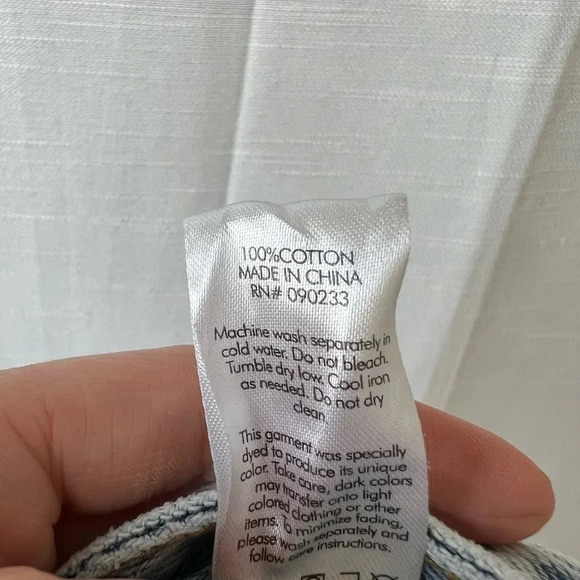 100%COTTON
MADE IN CHINA
RN# 090233
Machine wash separately in
cold water. Do not bleach.
Tumble dry low. Cool iron
as needed. Do not dry
clean.
This garment was specially
dyed to produce its unique
color. Take care, dark colors
may transfer onto light
colored clothing or other
items. To minimize fading,
please wash separately and
follow care instructions.